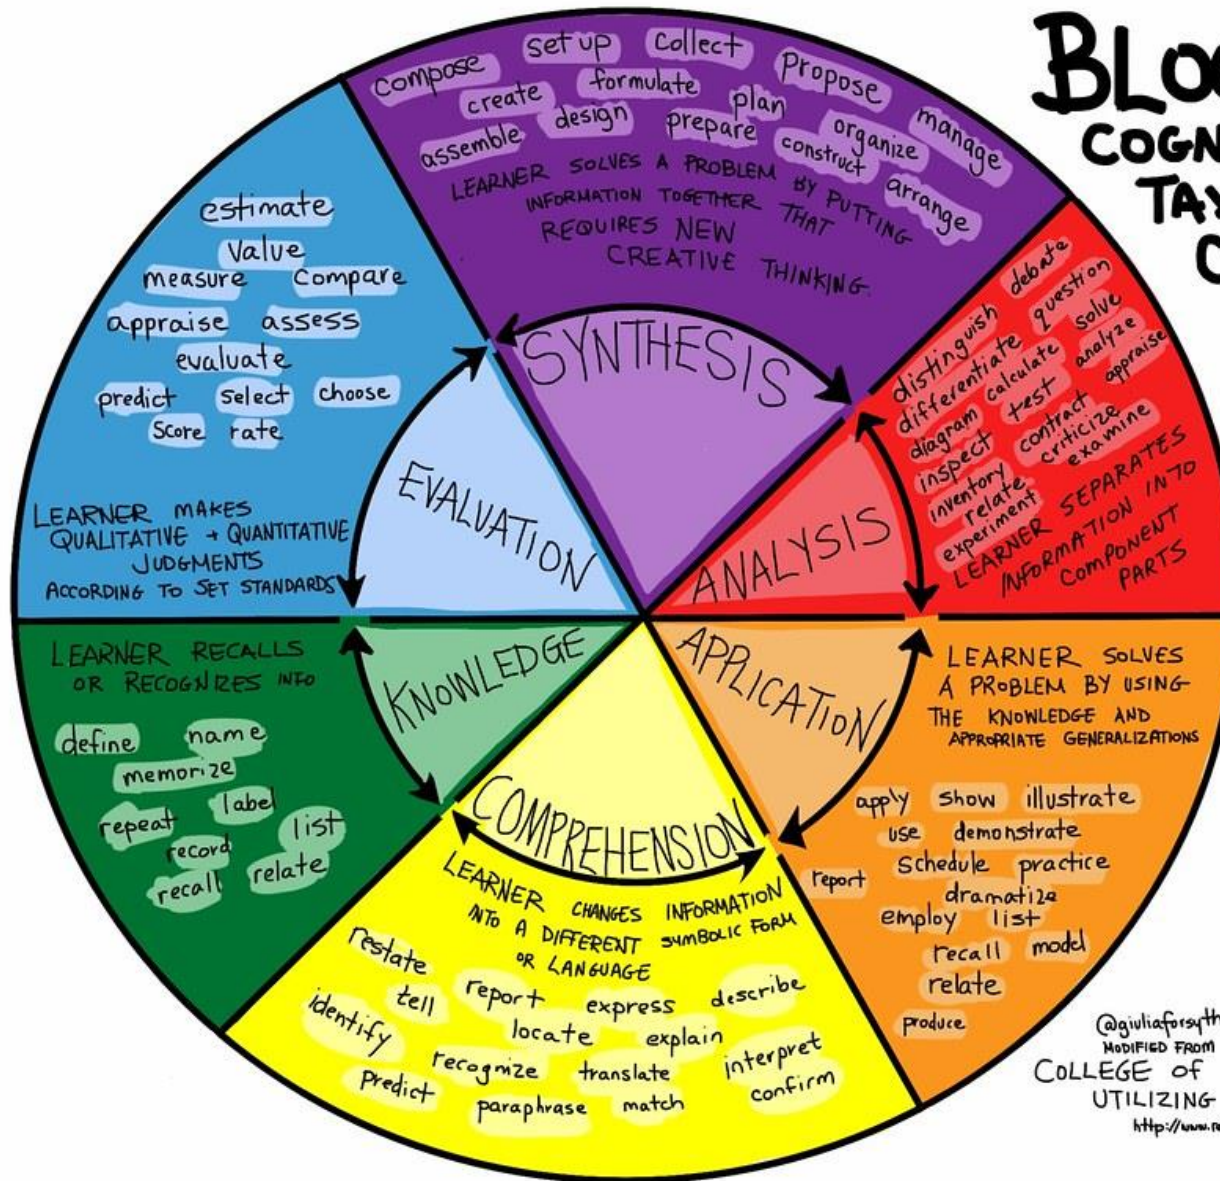 BLOO
COGN
TAX
O
compose set up collect propose manage
create formulate plan organize
assemble design prepare construct arrange
LEARNER SOLVES A PROBLEM BY PUTTING
INFORMATION TOGETHER THAT
REQUIRES NEW
CREATIVE THINKING.
SYNTHESIS
distinguish debate
differentiate question
diagram calculate solve
inspect test analyze
inventory contract appraise
relate criticize
experiment examine
LEARNER SEPARATES
INFORMATION INTO
COMPONENT
PARTS
ANALYSIS
APPLICATION
LEARNER SOLVES
A PROBLEM BY USING
THE KNOWLEDGE AND
APPROPRIATE GENERALIZATIONS
apply show illustrate
use demonstrate
report schedule practice
dramatize
employ list
recall model
relate
produce
COMPREHENSION
LEARNER CHANGES INFORMATION
INTO A DIFFERENT SYMBOLIC FORM
OR LANGUAGE
restate tell report express describe
identify locate explain
recognize translate interpret
predict paraphrase match confirm
KNOWLEDGE
LEARNER RECALLS
OR RECOGNIZES INFO
define name
memorize
repeat label
record list
recall relate
EVALUATION
estimate
value
measure compare
appraise assess
evaluate
predict select choose
score rate
LEARNER MAKES
QUALITATIVE + QUANTITATIVE
JUDGMENTS
ACCORDING TO SET STANDARDS
@giuliaforsyth
MODIFIED FROM
COLLEGE of
UTILIZING
http://www.